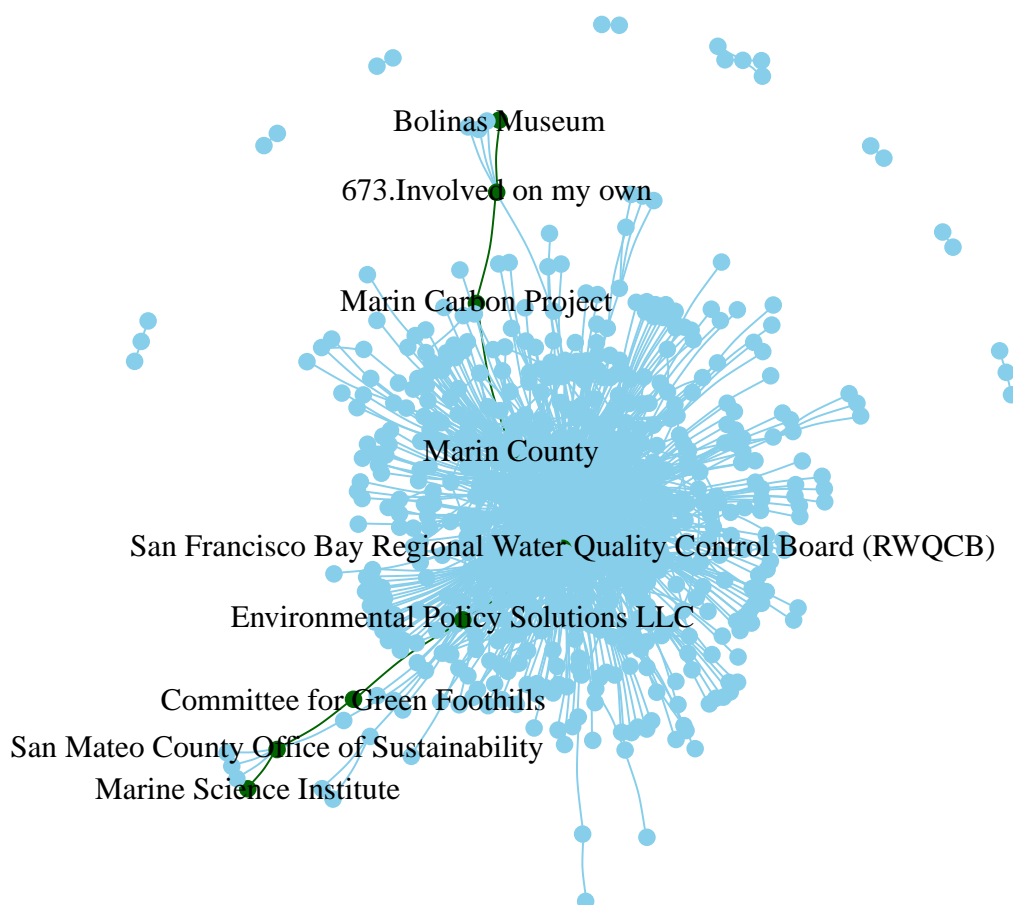 Bolinas Museum
673.Involved on my own
Marin Carbon Project
Marin County
San Francisco Bay Regional Water Quality Control Board (RWQCB)
Environmental Policy Solutions LLC
Committee for Green Foothills
San Mateo County Office of Sustainability
Marine Science Institute